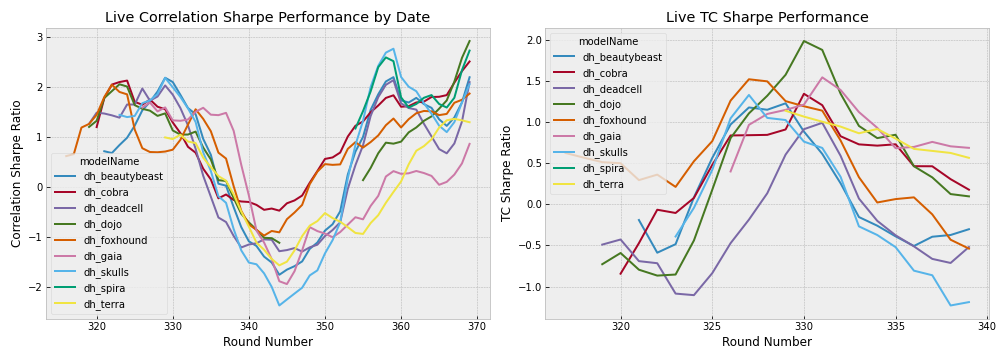 Live Correlation Sharpe Performance by Date
Correlation Sharpe Ratio
3
2
1
0
−1
−2
modelName
dh_beautybeast
dh_cobra
dh_deadcell
dh_dojo
dh_foxhound
dh_gaia
dh_skulls
dh_spira
dh_terra
320
330
340
350
360
370
Round Number
Live TC Sharpe Performance
TC Sharpe Ratio
2.0
1.5
1.0
0.5
0.0
−0.5
−1.0
modelName
dh_beautybeast
dh_cobra
dh_deadcell
dh_dojo
dh_foxhound
dh_gaia
dh_skulls
dh_spira
dh_terra
320
325
330
335
340
Round Number